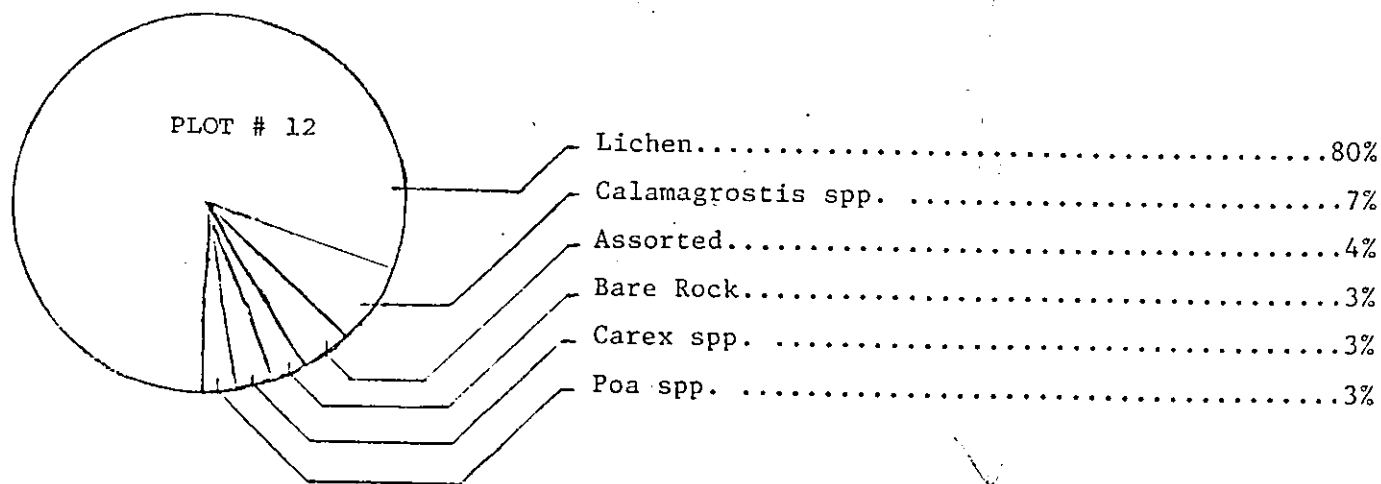 PLOT # 12
Lichen........................................80%
Calamagrostis spp. ............................7%
Assorted.......................................4%
Bare Rock......................................3%
Carex spp. ....................................3%
Poa spp. ......................................3%